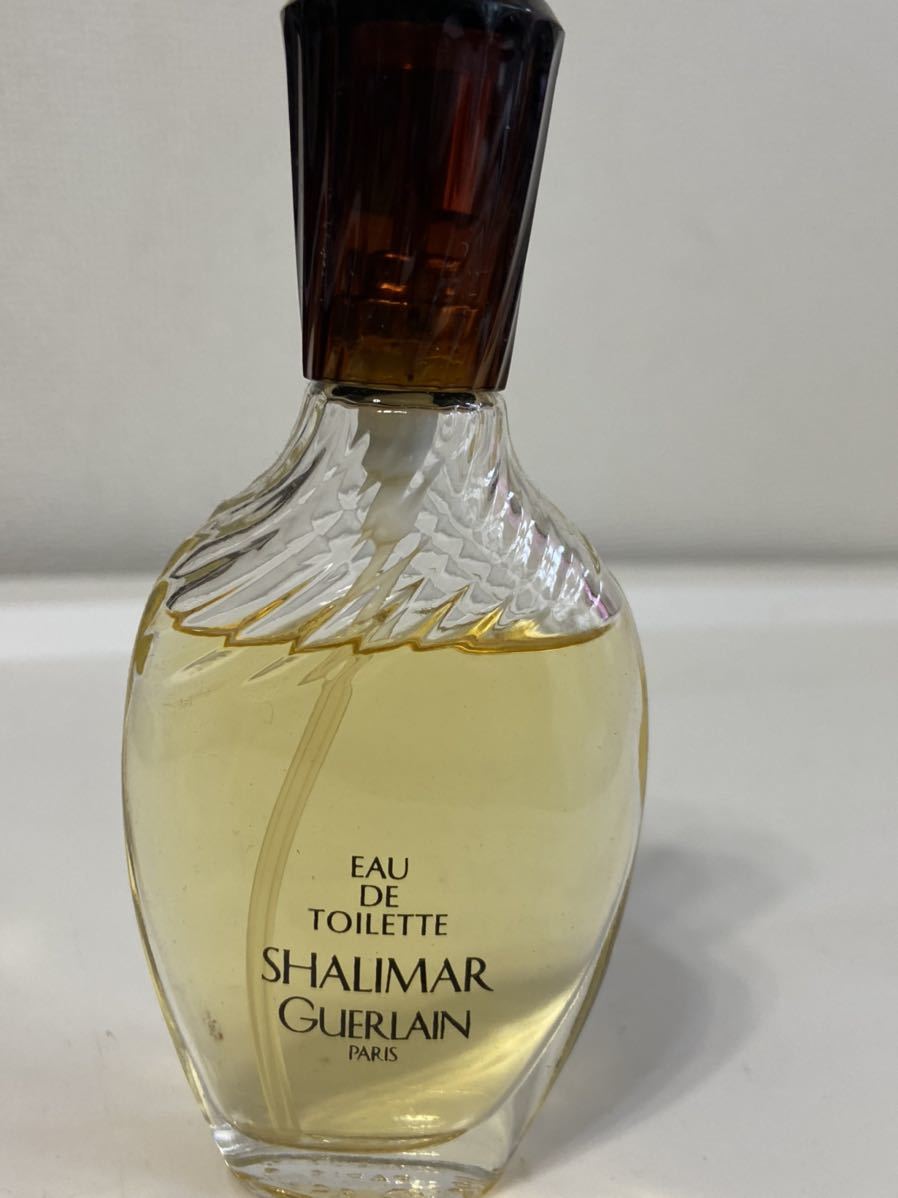 EAU
DE
TOILETTE
SHALIMAR
GUERLAIN
PARIS